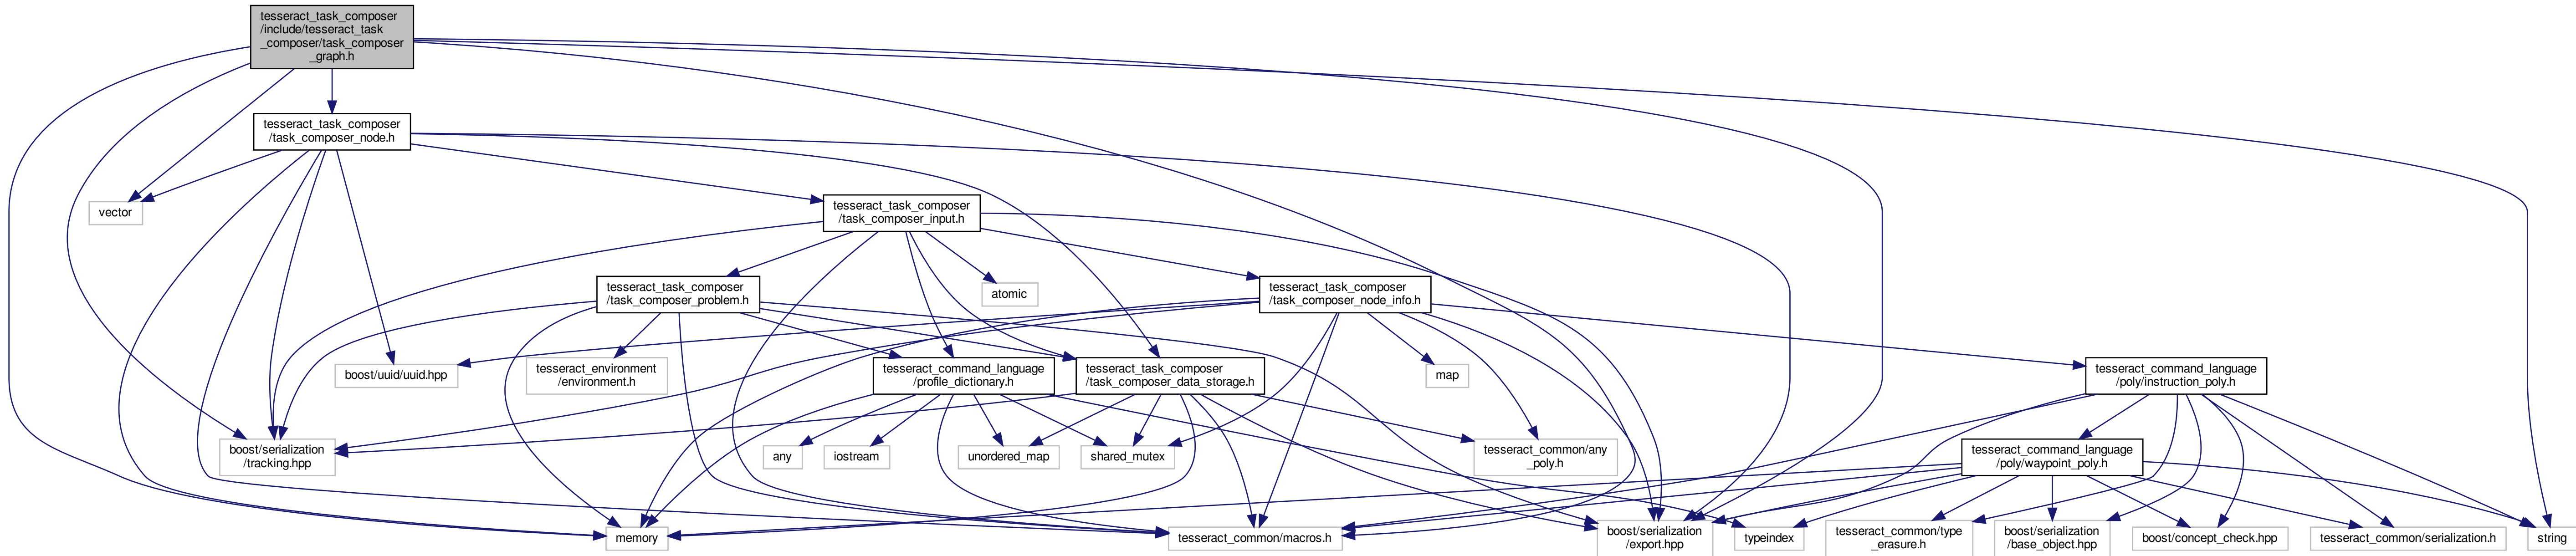 tesseract_task_composer
/include/tesseract_task
_composer/task_composer
_graph.h
tesseract_task_composer
/task_composer_node.h
vector
tesseract_task_composer
/task_composer_input.h
tesseract_task_composer
/task_composer_problem.h
atomic
tesseract_task_composer
/task_composer_node_info.h
boost/uuid/uuid.hpp
tesseract_environment
/environment.h
tesseract_command_language
/profile_dictionary.h
tesseract_task_composer
/task_composer_data_storage.h
map
tesseract_command_language
/poly/instruction_poly.h
boost/serialization
/tracking.hpp
any
iostream
unordered_map
shared_mutex
tesseract_common/any
_poly.h
tesseract_command_language
/poly/waypoint_poly.h
memory
tesseract_common/macros.h
boost/serialization
/export.hpp
typeindex
tesseract_common/type
_erasure.h
boost/serialization
/base_object.hpp
boost/concept_check.hpp
tesseract_common/serialization.h
string